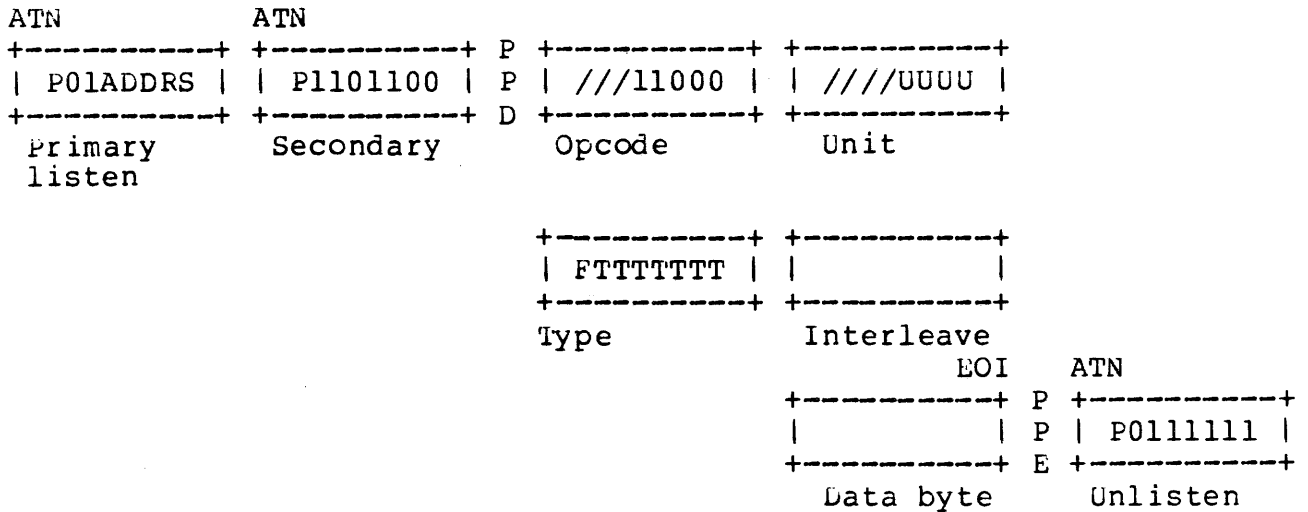 ATN ATN
+-----------+ +-----------+ P +-----------+ +-----------+
| P01ADDRS | | P1101100 | P | ///11000 | | ////UUUU |
+-----------+ +-----------+ D +-----------+ +-----------+
Primary Secondary Opcode Unit
listen
+-----------+ +-----------+
| FTTTTTTT | | |
+-----------+ +-----------+
Type Interleave
EOI ATN
+-----------+ P +-----------+
| | P | P0111111 |
+-----------+ E +-----------+
Data byte Unlisten